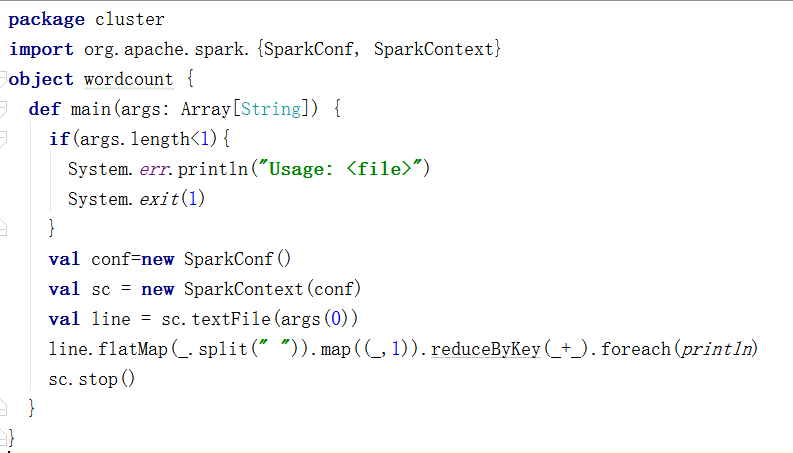 package cluster
import org.apache.spark.{SparkConf, SparkContext}
object wordcount {
  def main(args: Array[String]) {
    if(args.length<1){
      System.err.println("Usage: <file>")
      System.exit(1)
    }
    val conf=new SparkConf()
    val sc = new SparkContext(conf)
    val line = sc.textFile(args(0))
    line.flatMap(_.split(" ")).map((_,1)).reduceByKey(_+_).foreach(println)
    sc.stop()
  }
}